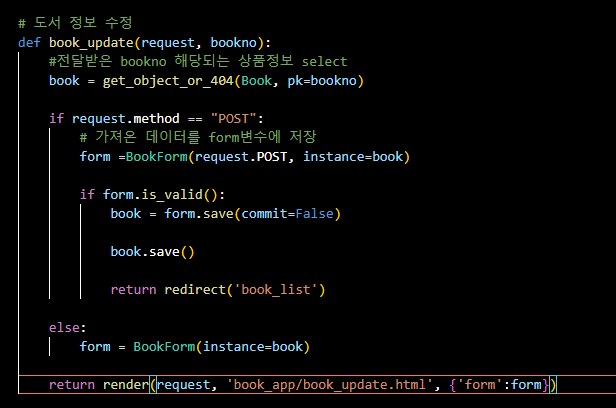 # 도서 정보 수정
def book_update(request, bookno):
    #전달받은 bookno 해당되는 상품정보 select
    book = get_object_or_404(Book, pk=bookno)
    if request.method == "POST":
        # 가져온 데이터를 form변수에 저장
        form =BookForm(request.POST, instance=book)
        if form.is_valid():
            book = form.save(commit=False)
            book.save()
            return redirect('book_list')
    else:
        form = BookForm(instance=book)
    return render(request, 'book_app/book_update.html', {'form':form})